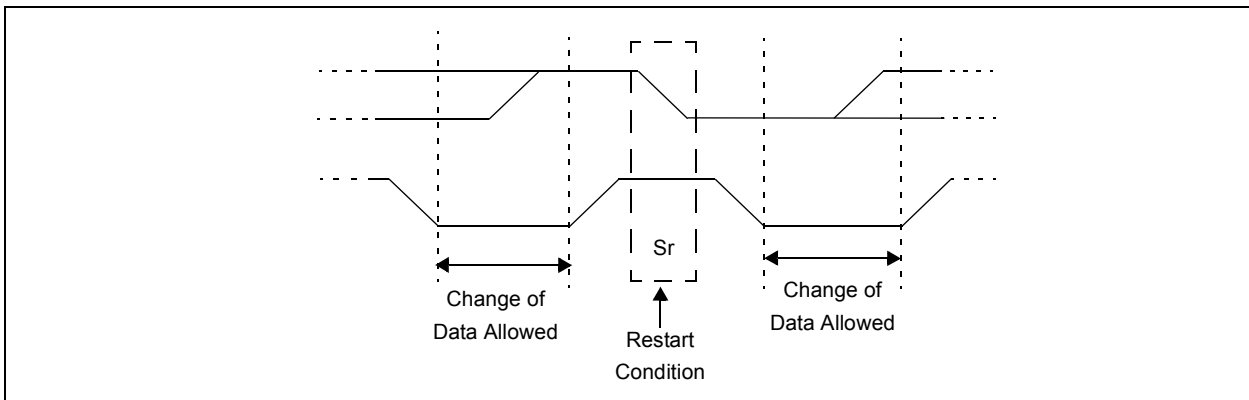 Sr
Change of
Data Allowed
Restart
Condition
Change of
Data Allowed